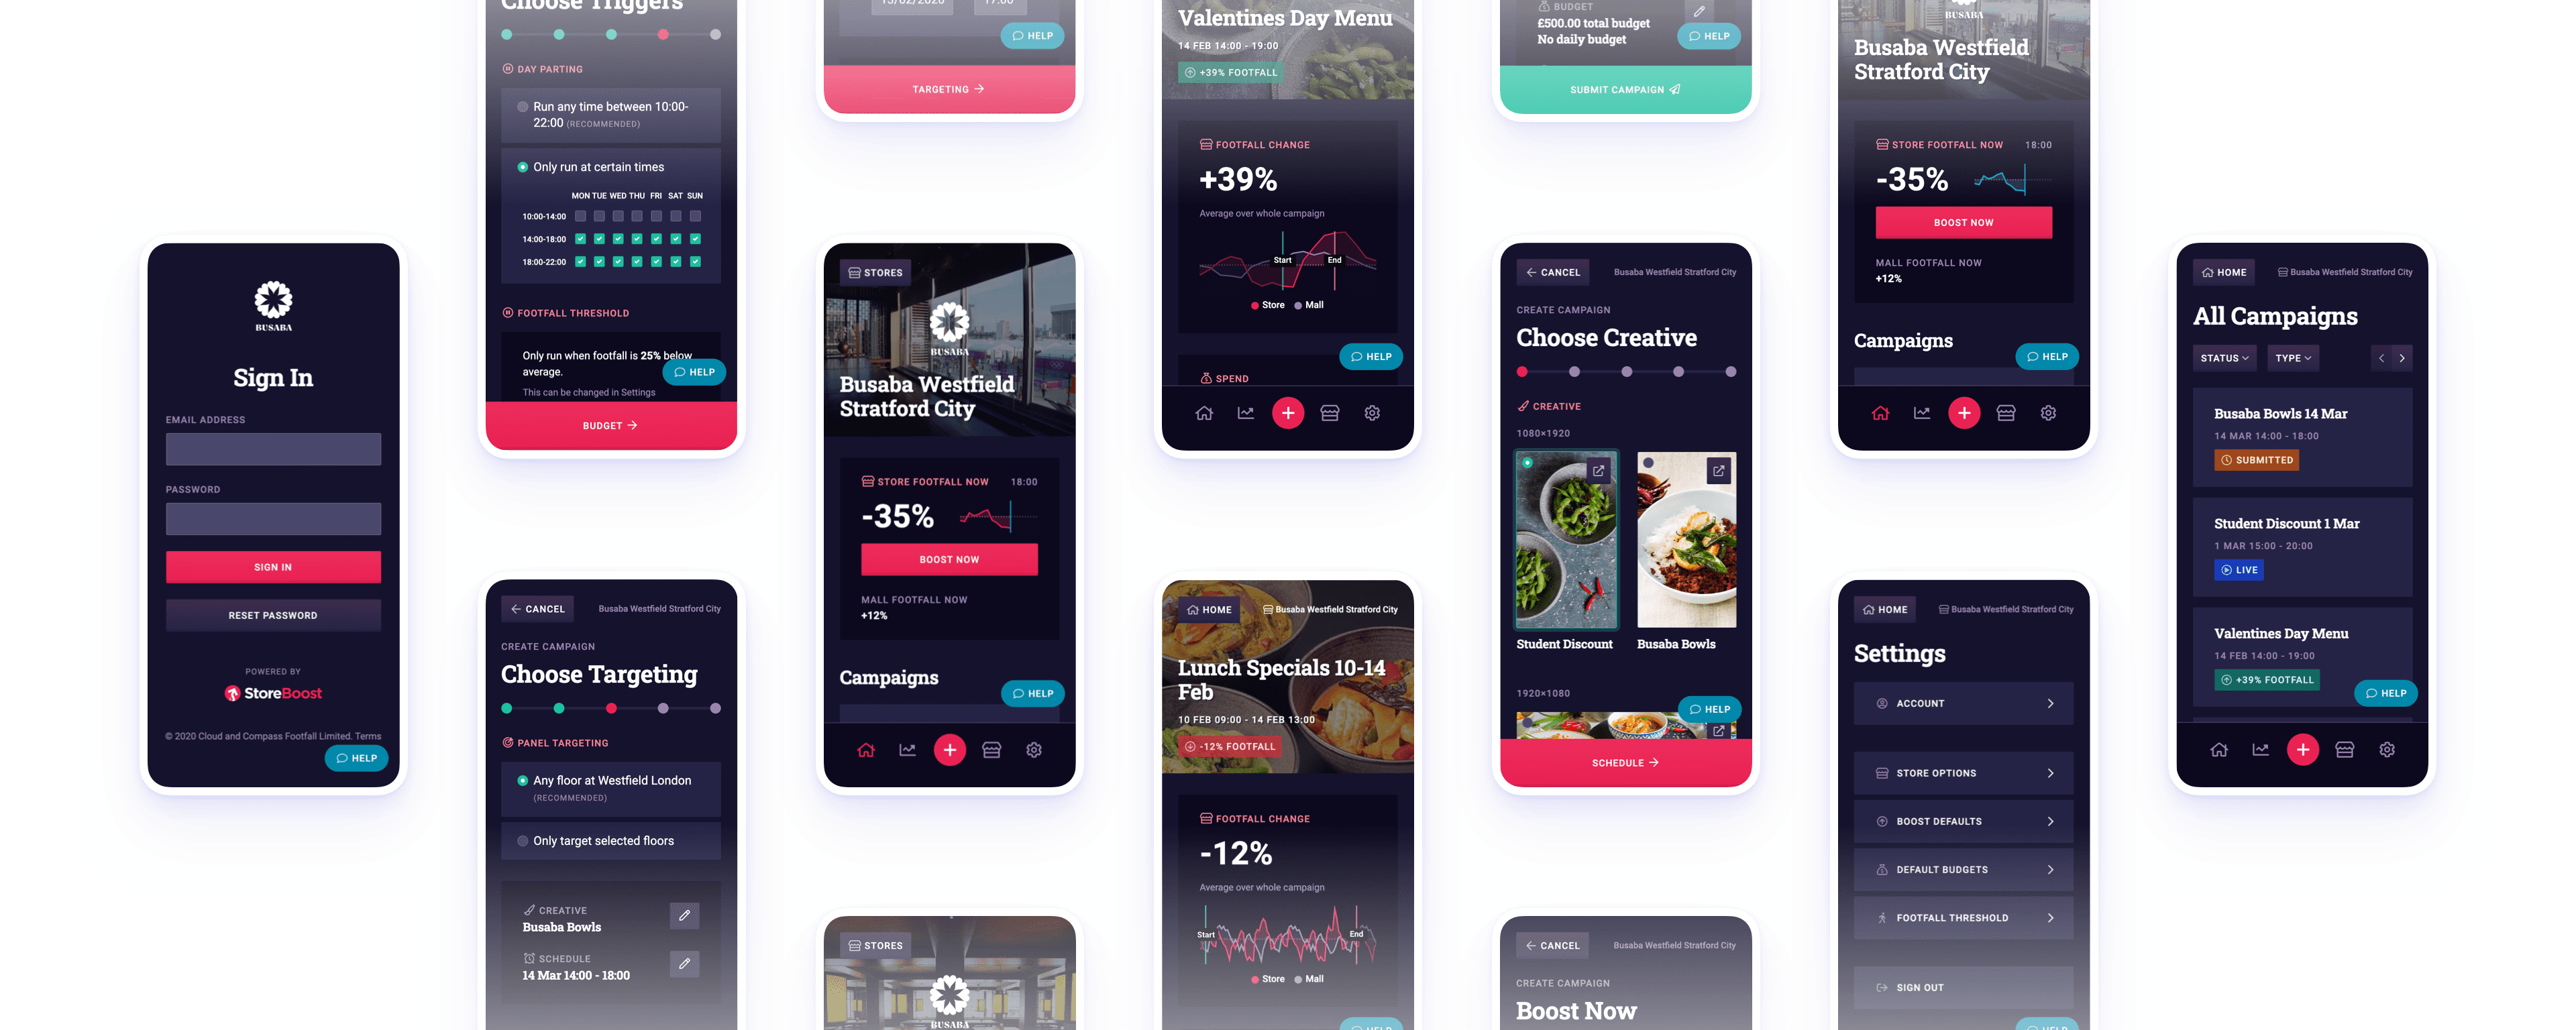 BUSABA
Sign In
EMAIL ADDRESS
PASSWORD
SIGN IN
RESET PASSWORD
POWERED BY
StoreBoost
© 2020 Cloud and Compass Footfall Limited. Terms
HELP
Choose Triggers
DAY PARTING
Run any time between 10:00-
22:00 (RECOMMENDED)
Only run at certain times
MON TUE WED THU FRI SAT SUN
10:00-14:00
14:00-18:00
18:00-22:00
FOOTFALL THRESHOLD
Only run when footfall is 25% below
average.
This can be changed in Settings
HELP
BUDGET
CANCEL
Busaba Westfield Stratford City
CREATE CAMPAIGN
Choose Targeting
PANEL TARGETING
Any floor at Westfield London
(RECOMMENDED)
Only target selected floors
CREATIVE
Busaba Bowls
SCHEDULE
14 Mar 14:00 - 18:00
13/02/2020
17:00
HELP
TARGETING
STORES
BUSABA
Busaba Westfield
Stratford City
STORE FOOTFALL NOW
18:00
-35%
BOOST NOW
MALL FOOTFALL NOW
+12%
Campaigns
HELP
STORES
BUSABA
Valentines Day Menu
14 FEB 14:00 - 19:00
+39% FOOTFALL
FOOTFALL CHANGE
+39%
Average over whole campaign
Start
End
Store
Mall
HELP
SPEND
HOME
Busaba Westfield Stratford City
Lunch Specials 10-14
Feb
10 FEB 09:00 - 14 FEB 13:00
-12% FOOTFALL
FOOTFALL CHANGE
-12%
Average over whole campaign
Start
End
Store
Mall
HELP
BUDGET
£500.00 total budget
No daily budget
HELP
SUBMIT CAMPAIGN
CANCEL
Busaba Westfield Stratford City
CREATE CAMPAIGN
Choose Creative
CREATIVE
1080×1920
Student Discount
Busaba Bowls
1920×1080
HELP
SCHEDULE
CANCEL
Busaba Westfield Stratford City
CREATE CAMPAIGN
Boost Now
BUSABA
Busaba Westfield
Stratford City
STORE FOOTFALL NOW
18:00
-35%
BOOST NOW
MALL FOOTFALL NOW
+12%
Campaigns
HELP
HOME
Busaba Westfield Stratford City
Settings
ACCOUNT
STORE OPTIONS
BOOST DEFAULTS
DEFAULT BUDGETS
FOOTFALL THRESHOLD
SIGN OUT
HELP
HOME
Busaba Westfield Stratford City
All Campaigns
STATUS
TYPE
Busaba Bowls 14 Mar
14 MAR 14:00 - 18:00
SUBMITTED
Student Discount 1 Mar
1 MAR 15:00 - 20:00
LIVE
Valentines Day Menu
14 FEB 14:00 - 19:00
+39% FOOTFALL
HELP